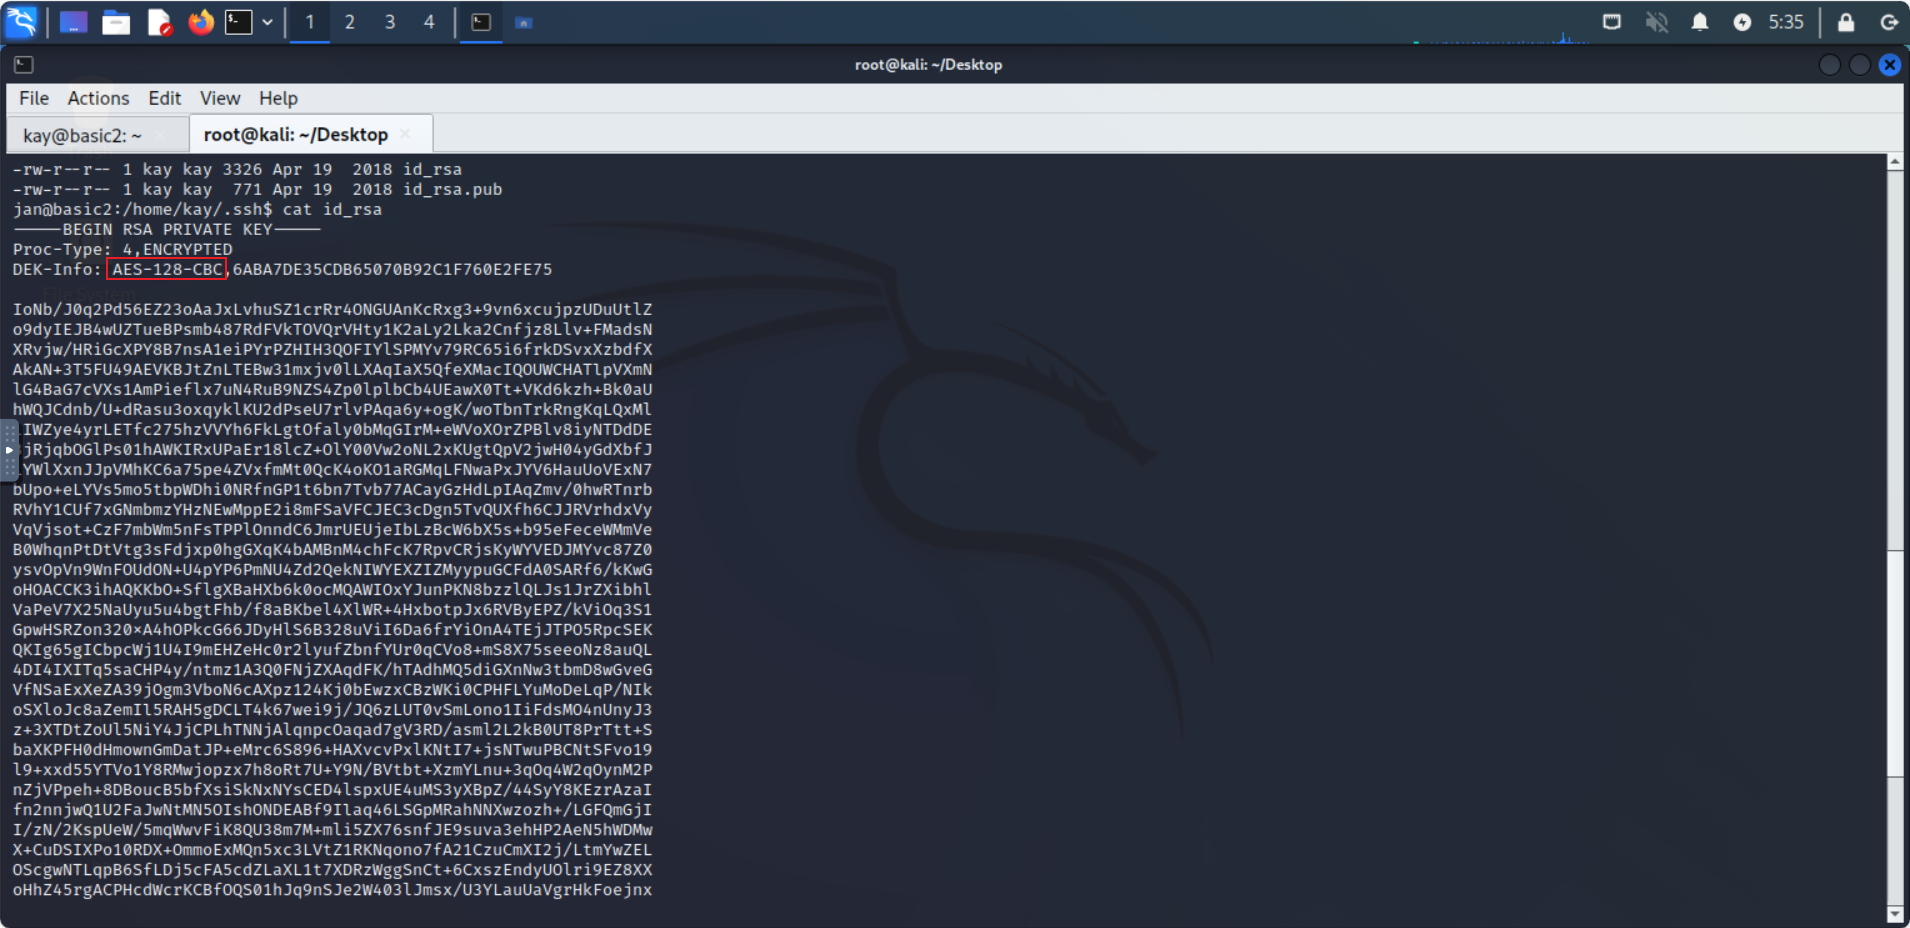 1 2 3 4 5:35
root@kali: ~/Desktop
File Actions Edit View Help
kay@basic2: ~ root@kali: ~/Desktop
-rw-r--r-- 1 kay kay 3326 Apr 19  2018 id_rsa
-rw-r--r-- 1 kay kay  771 Apr 19  2018 id_rsa.pub
jan@basic2:/home/kay/.ssh$ cat id_rsa
-----BEGIN RSA PRIVATE KEY-----
Proc-Type: 4,ENCRYPTED
DEK-Info: AES-128-CBC,6ABA7DE35CDB65070B92C1F760E2FE75
File System
IoNb/J0q2Pd56EZ23oAaJxLvhuSZ1crRr4ONGUAnKcRxg3+9vn6xcujpzUDuUtlZ
o9dyIEJB4wUZTueBPsmb487RdFVkTOVQrVHty1K2aLy2Lka2Cnfjz8Llv+FMadsN
XRvjw/HRiGcXPY8B7nsA1eiPYrPZHIH3QOFIYlSPMYv79RC65i6frkDSvxXzbdfX
AkAN+3T5FU49AEVKBJtZnLTEBw31mxjv0lLXAqIaX5QfeXMacIQOUWCHATlpVXmN
lG4BaG7cVXs1AmPieflx7uN4RuB9NZS4Zp0lplbCb4UEawX0Tt+VKd6kzh+Bk0aU
hWQJCdnb/U+dRasu3oxqyklKU2dPseU7rlvPAqa6y+ogK/woTbnTrkRngKqLQxMl
IWZye4yrLETfc275hzVVYh6FkLgtOfaly0bMqGIrM+eWVoXOrZPBlv8iyNTDdDE
jRjqbOGlPs01hAWKIRxUPaEr18lcZ+OlY00Vw2oNL2xKUgtQpV2jwH04yGdXbfJ
YWlXxnJJpVMhKC6a75pe4ZVxfmMt0QcK4oKO1aRGMqLFNwaPxJYV6HauUoVExN7
bUpo+eLYVs5mo5tbpWDhi0NRfnGP1t6bn7Tvb77ACayGzHdLpIAqZmv/0hwRTnrb
RVhY1CUf7xGNmbmzYHzNEwMppE2i8mFSaVFCJEC3cDgn5TvQUXfh6CJJRVrhdxVy
VqVjsot+CzF7mbWm5nFsTPPlOnndC6JmrUEUjeIbLzBcW6bX5s+b95eFeceWMmVe
B0WhqnPtDtVtg3sFdjxp0hgGXqK4bAMBnM4chFcK7RpvCRjsKyWYVEDJMYvc87Z0
ysvOpVn9WnFOUdON+U4pYP6PmNU4Zd2QekNIWYEXZIZMyypuGCFdA0SARf6/kKwG
oHOACCK3ihAQKKbO+SflgXBaHXb6k0ocMQAWIOxYJunPKN8bzzlQLJs1JrZXibhl
VaPeV7X25NaUyu5u4bgtFhb/f8aBKbel4XlWR+4HxbotpJx6RVByEPZ/kViOq3S1
GpwHSRZon320×A4hOPkcG66JDyHlS6B328uViI6Da6frYiOnA4TEjJTPO5RpcSEK
QKIg65gICbpcWj1U4I9mEHZeHc0r2lyufZbnfYUr0qCVo8+mS8X75seeoNz8auQL
4DI4IXITq5saCHP4y/ntmz1A3Q0FNjZXAqdFK/hTAdhMQ5diGXnNw3tbmD8wGveG
VfNSaExXeZA39jOgm3VboN6cAXpz124Kj0bEwzxCBzWKi0CPHFLYuMoDeLqP/NIk
oSXloJc8aZemIl5RAH5gDCLT4k67wei9j/JQ6zLUT0vSmLono1IiFdsMO4nUnyJ3
z+3XTDtZoUl5NiY4JjCPLhTNNjAlqnpcOaqad7gV3RD/asml2L2kB0UT8PrTtt+S
baXKPFH0dHmownGmDatJP+eMrc6S896+HAXvcvPxlKNtI7+jsNTwuPBCNtSFvo19
l9+xxd55YTVo1Y8RMwjopzx7h8oRt7U+Y9N/BVtbt+XzmYLnu+3qOq4W2qOynM2P
nZjVPpeh+8DBoucB5bfXsiSkNxNYsCED4lspxUE4uMS3yXBpZ/44SyY8KEzrAzaI
fn2nnjwQ1U2FaJwNtMN5OIshONDEABf9Ilaq46LSGpMRahNNXwzozh+/LGFQmGjI
I/zN/2KspUeW/5mqWwvFiK8QU38m7M+mli5ZX76snfJE9suva3ehHP2AeN5hWDMw
X+CuDSIXPo10RDX+OmmoExMQn5xc3LVtZ1RKNqono7fA21CzuCmXI2j/LtmYwZEL
OScgwNTLqpB6SfLDj5cFA5cdZLaXL1t7XDRzWggSnCt+6CxszEndyUOlri9EZ8XX
oHhZ45rgACPHcdWcrKCBfOQS01hJq9nSJe2W403lJmsx/U3YLauUaVgrHkFoejnx